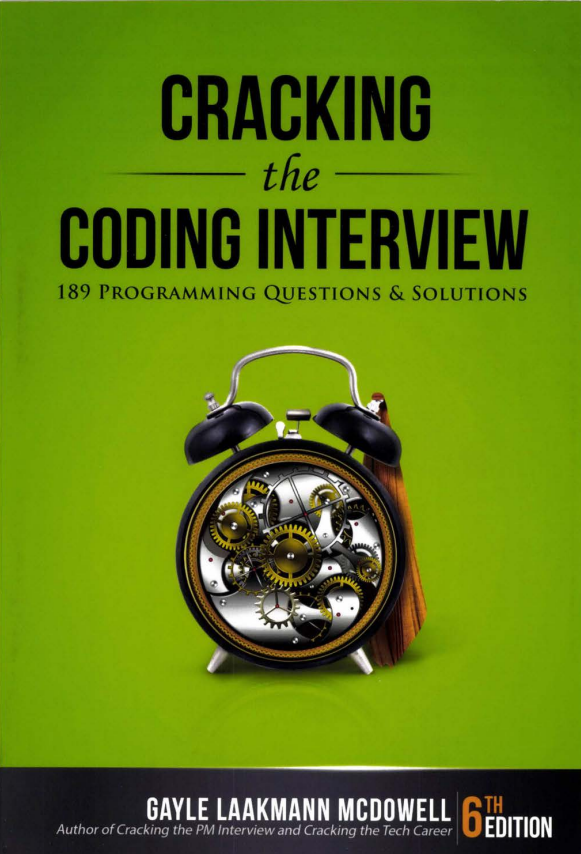 CRACKING
the
CODING INTERVIEW
189 PROGRAMMING QUESTIONS & SOLUTIONS
GAYLE LAAKMANN MCDOWELL
Author of Cracking the PM Interview and Cracking the Tech Career
6TH
EDITION